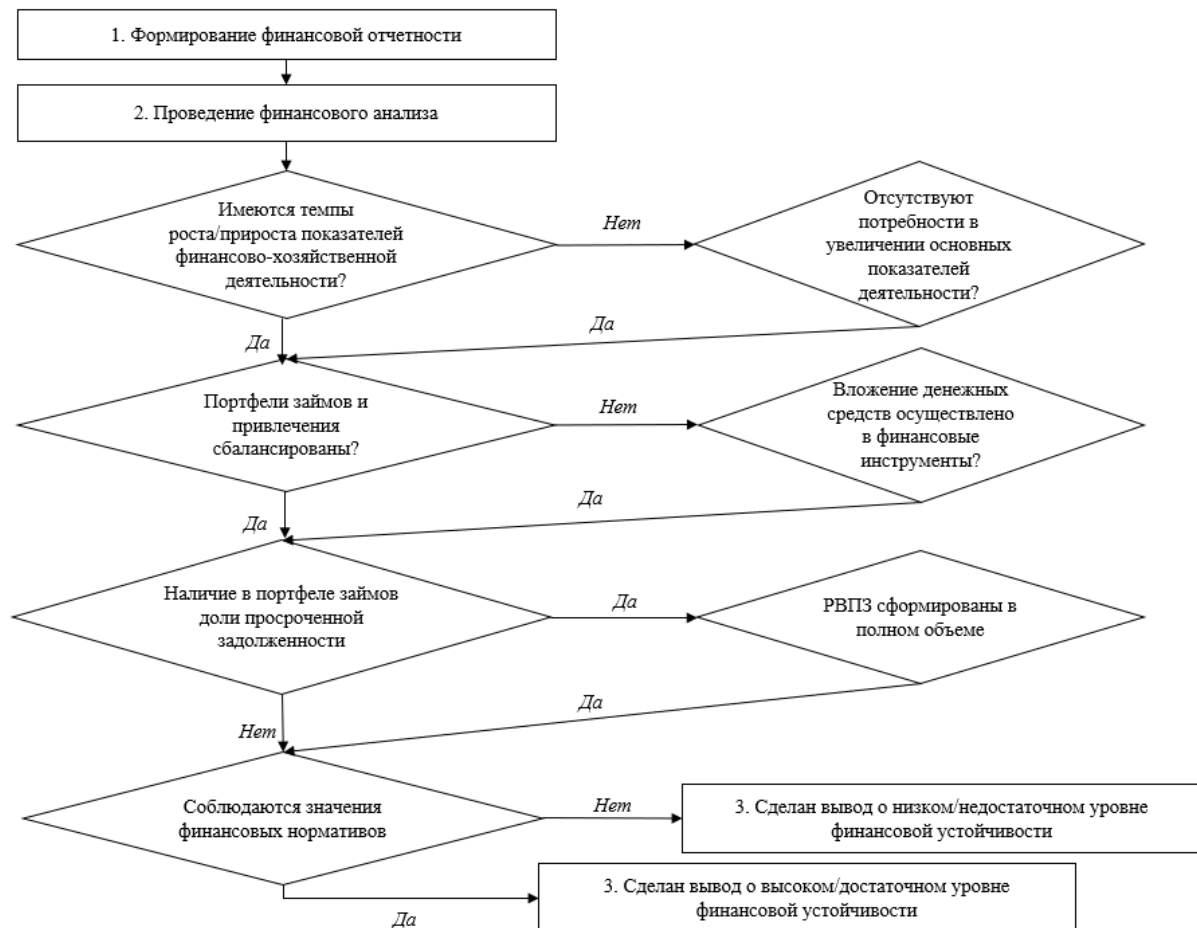 1. Формирование финансовой отчетности
2. Проведение финансового анализа
Имеются темпы
роста/прироста показателей
финансово-хозяйственной
деятельности?
Нет
Отсутствуют
потребности в
увеличении основных
показателей
деятельности?
Да
Да
Портфели займов и
привлечения
сбалансированы?
Нет
Вложение денежных
средств осуществлено
в финансовые
инструменты?
Да
Да
Наличие в портфеле займов
доли просроченной
задолженности
Да
РВПЗ сформированы в
полном объеме
Нет
Да
Соблюдаются значения
финансовых нормативов
Нет
3. Сделан вывод о низком/недостаточном уровне
финансовой устойчивости
Да
3. Сделан вывод о высоком/достаточном уровне
финансовой устойчивости